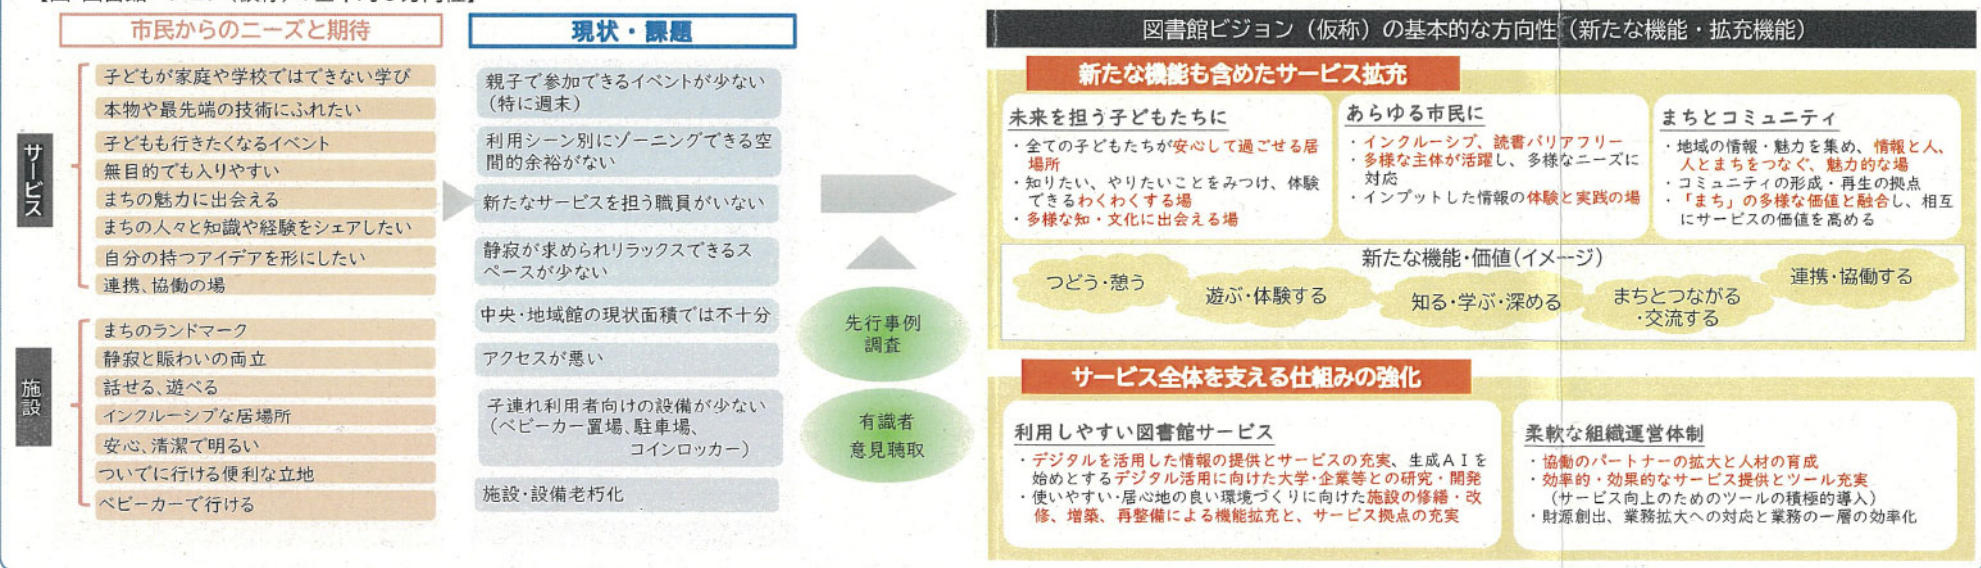 市民からのニーズと期待
サービス
子どもが家庭や学校ではできない学び
本物や最先端の技術にふれたい
子どもも行きたくなるイベント
無目的でも入りやすい
まちの魅力に出会える
まちの人々と知識や経験をシェアしたい
自分の持つアイデアを形にしたい
連携、協働の場
施設
まちのランドマーク
静寂と賑わいの両立
話せる、遊べる
インクルーシブな居場所
安心、清潔で明るい
ついでに行ける便利な立地
ベビーカーで行ける
現状・課題
親子で参加できるイベントが少ない
(特に週末)
利用シーン別にゾーニングできる空
間的余裕がない
新たなサービスを担う職員がいない
静寂が求められリラックスできるス
ペースが少ない
中央・地域館の現状面積では不十分
アクセスが悪い
子連れ利用者向けの設備が少ない
(ベビーカー置場、駐車場、
コインロッカー)
施設・設備老朽化
先行事例
調査
有識者
意見聴取
図書館ビジョン(仮称)の基本的な方向性(新たな機能・拡充機能)
新たな機能も含めたサービス拡充
未来を担う子どもたちに
・全ての子どもたちが安心して過ごせる居
場所
・知りたい、やりたいことをみつけ、体験
できるわくわくする場
・多様な知・文化に出会える場
あらゆる市民に
・インクルーシブ、読書バリアフリー
・多様な主体が活躍し、多様なニーズに
対応
・インプットした情報の体験と実践の場
まちとコミュニティ
・地域の情報・魅力を集め、情報と人、
人とまちをつなぐ、魅力的な場
・コミュニティの形成・再生の拠点
・「まち」の多様な価値と融合し、相互
にサービスの価値を高める
新たな機能・価値(イメージ)
つどう・憩う
遊ぶ・体験する
知る・学ぶ・深める
まちとつながる
・交流する
連携・協働する
サービス全体を支える仕組みの強化
利用しやすい図書館サービス
・デジタルを活用した情報の提供とサービスの充実、生成AIを
始めとするデジタル活用に向けた大学・企業等との研究・開発
・使いやすい・居心地の良い環境づくりに向けた施設の修繕・改
修、増築、再整備による機能拡充と、サービス拠点の充実
柔軟な組織運営体制
・協働のパートナーの拡大と人材の育成
・効率的・効果的なサービス提供とツール充実
(サービス向上のためのツールの積極的導入)
・財源創出、業務拡大への対応と業務の一層の効率化